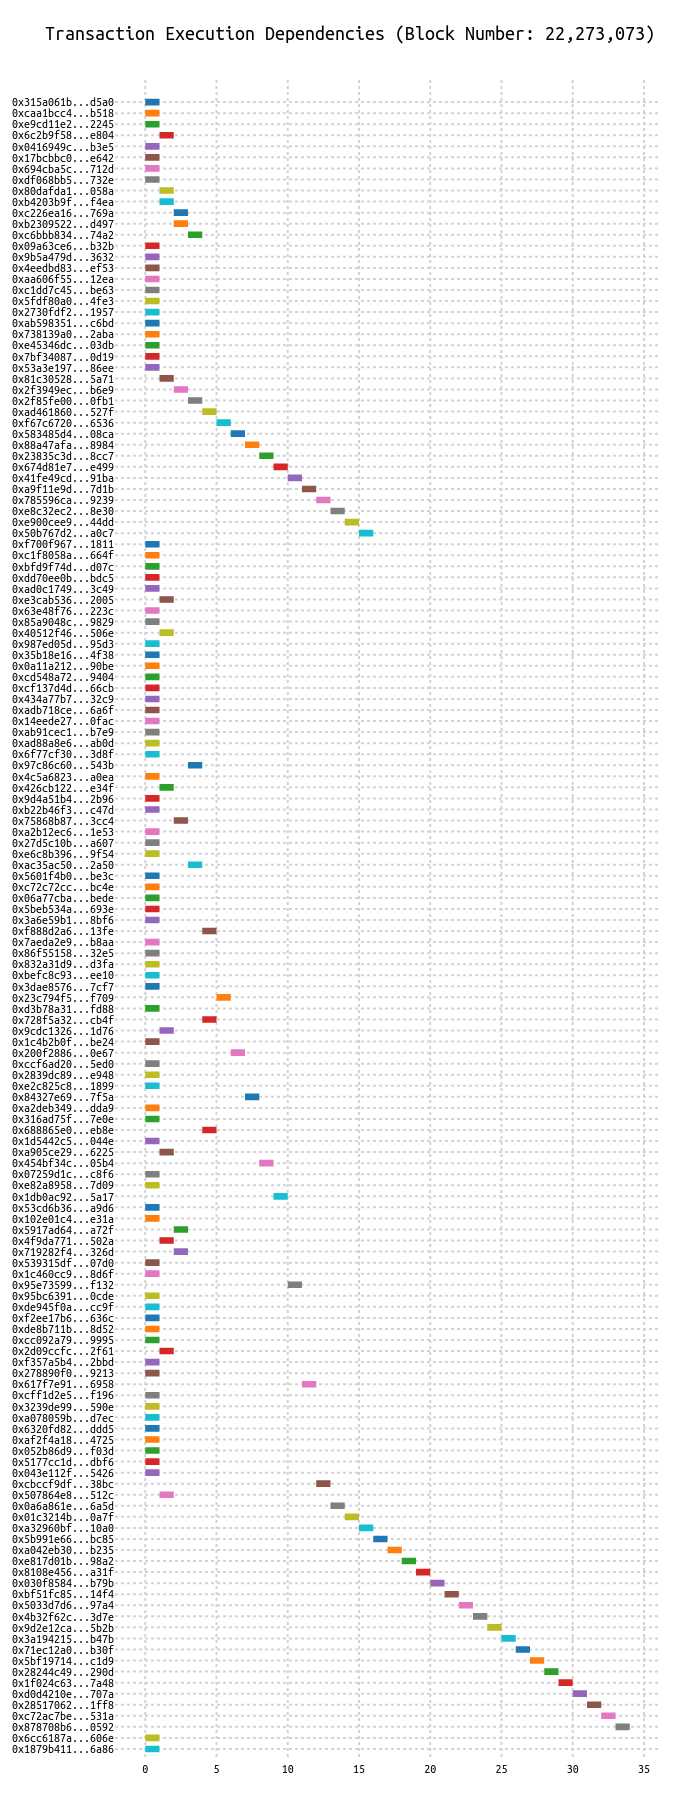 Transaction Execution Dependencies (Block Number: 22,273,073)
0x315a061b...d5a0
0xcaa1bcc4...b518
0xe9cd11e2...2245
0x6c2b9f58...e804
0x0416949c...b3e5
0x17bcbbc0...e642
0x694cba5c...712d
0xdf068bb5...732e
0x80dafda1...058a
0xb4203b9f...f4ea
0xc226ea16...769a
0xb2309522...d497
0xc6bbb834...74a2
0x09a63ce6...b32b
0x9b5a479d...3632
0x4eedbd83...ef53
0xaa606f55...12ea
0xc1dd7c45...be63
0x5fdf80a0...4fe3
0x2730fdf2...1957
0xab598351...c6bd
0x738139a0...2aba
0xe45346dc...03db
0x7bf34087...0d19
0x53a3e197...86ee
0x81c30528...5a71
0x2f3949ec...b6e9
0x2f85fe00...0fb1
0xad461860...527f
0xf67c6720...6536
0x583485d4...08ca
0x88a47afa...8984
0x23835c3d...8cc7
0x674d81e7...e499
0x41fe49cd...91ba
0xa9f11e9d...7d1b
0x785596ca...9239
0xe8c32ec2...8e30
0xe900cee9...44dd
0x50b767d2...a0c7
0xf700f967...1811
0xc1f8058a...664f
0xbfd9f74d...d07c
0xdd70ee0b...bdc5
0xad0c1749...3c49
0xe3cab536...2005
0x63e48f76...223c
0x85a9048c...9829
0x40512f46...506e
0x987ed05d...95d3
0x35b18e16...4f38
0x0a11a212...90be
0xcd548a72...9404
0xcf137d4d...66cb
0x434a77b7...32c9
0xadb718ce...6a6f
0x14eede27...0fac
0xab91cec1...b7e9
0xad88a8e6...ab0d
0x6f77cf30...3d8f
0x97c86c60...543b
0x4c5a6823...a0ea
0x426cb122...e34f
0x9d4a51b4...2b96
0xb22b46f3...c47d
0x75868b87...3cc4
0xa2b12ec6...1e53
0x27d5c10b...a607
0xe6c8b396...9f54
0xac35ac50...2a50
0x5601f4b0...be3c
0xc72c72cc...bc4e
0x06a77cba...bede
0x5beb534a...693e
0x3a6e59b1...8bf6
0xf888d2a6...13fe
0x7aeda2e9...b8aa
0x86f55158...32e5
0x832a31d9...d3fa
0xbefc8c93...ee10
0x3dae8576...7cf7
0x23c794f5...f709
0xd3b78a31...fd88
0x728f5a32...cb4f
0x9cdc1326...1d76
0x1c4b2b0f...be24
0x200f2886...0e67
0xccf6ad20...5ed0
0x2839dc89...e948
0xe2c825c8...1899
0x84327e69...7f5a
0xa2deb349...dda9
0x316ad75f...7e0e
0x688865e0...eb8e
0x1d5442c5...044e
0xa905ce29...6225
0x454bf34c...05b4
0x07259d1c...c8f6
0xe82a8958...7d09
0x1db0ac92...5a17
0x53cd6b36...a9d6
0x102e01c4...e31a
0x5917ad64...a72f
0x4f9da771...502a
0x719282f4...326d
0x539315df...07d0
0x1c460cc9...8d6f
0x95e73599...f132
0x95bc6391...0cde
0xde945f0a...cc9f
0xf2ee17b6...636c
0xde8b711b...8d52
0xcc092a79...9995
0x2d09ccfc...2f61
0xf357a5b4...2bbd
0x278890f0...9213
0x617f7e91...6958
0xcff1d2e5...f196
0x3239de99...590e
0xa078059b...d7ec
0x6320fd82...ddd5
0xaf2f4a18...4725
0x052b86d9...f03d
0x5177cc1d...dbf6
0x043e112f...5426
0xcbccf9df...38bc
0x507864e8...512c
0x0a6a861e...6a5d
0x01c3214b...0a7f
0xa32960bf...10a0
0x5b991e66...bc85
0xa042eb30...b235
0xe817d01b...98a2
0x8108e456...a31f
0x030f8584...b79b
0xbf51fc85...14f4
0x5033d7d6...97a4
0x4b32f62c...3d7e
0x9d2e12ca...5b2b
0x3a194215...b47b
0x71ec12a0...b30f
0x5bf19714...c1d9
0x28244c49...290d
0x1f024c63...7a48
0xd0d4210e...707a
0x28517062...1ff8
0xc72ac7be...531a
0x878708b6...0592
0x6cc6187a...606e
0x1879b411...6a86
0 5 10 15 20 25 30 35